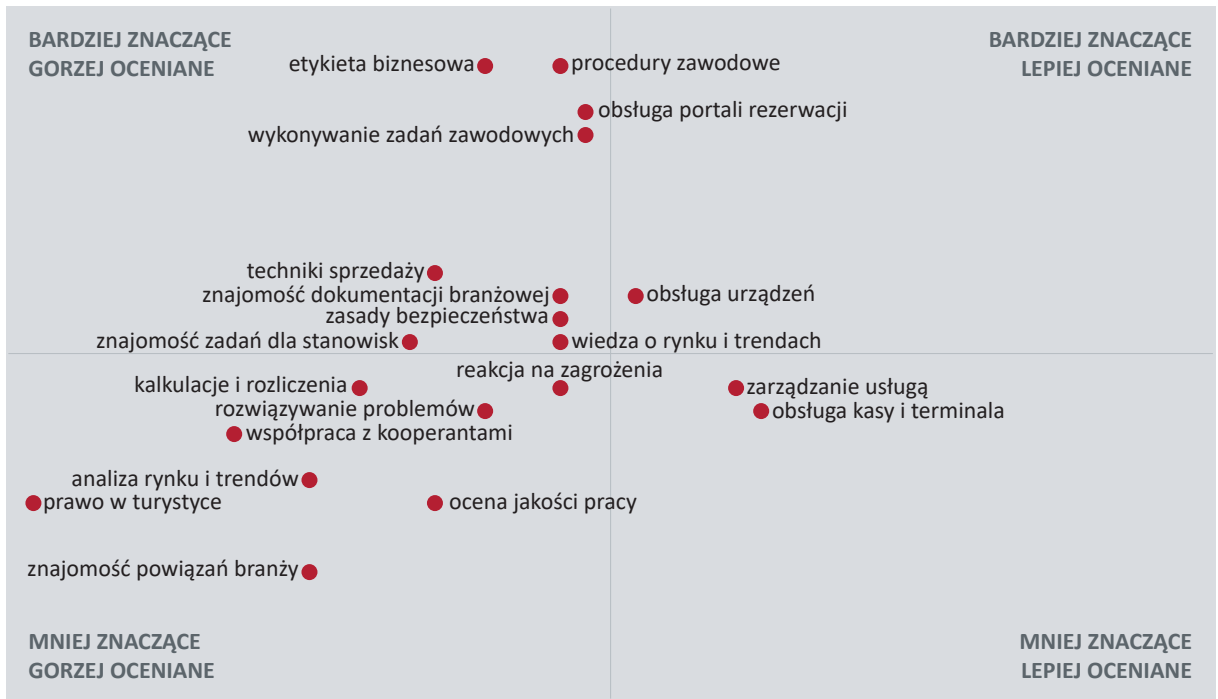 BARDZIEJ ZNACZĄCE
GORZEJ OCENIANE
BARDZIEJ ZNACZĄCE
LEPIEJ OCENIANE
etykieta biznesowa
procedury zawodowe
obsługa portali rezerwacji
wykonywanie zadań zawodowych
techniki sprzedaży
znajomość dokumentacji branżowej
obsługa urządzeń
zasady bezpieczeństwa
znajomość zadań dla stanowisk
wiedza o rynku i trendach
reakcja na zagrożenia
kalkulacje i rozliczenia
zarządzanie usługą
rozwiązywanie problemów
obsługa kasy i terminala
współpraca z kooperantami
analiza rynku i trendów
prawo w turystyce
ocena jakości pracy
znajomość powiązań branży
MNIEJ ZNACZĄCE
GORZEJ OCENIANE
MNIEJ ZNACZĄCE
LEPIEJ OCENIANE